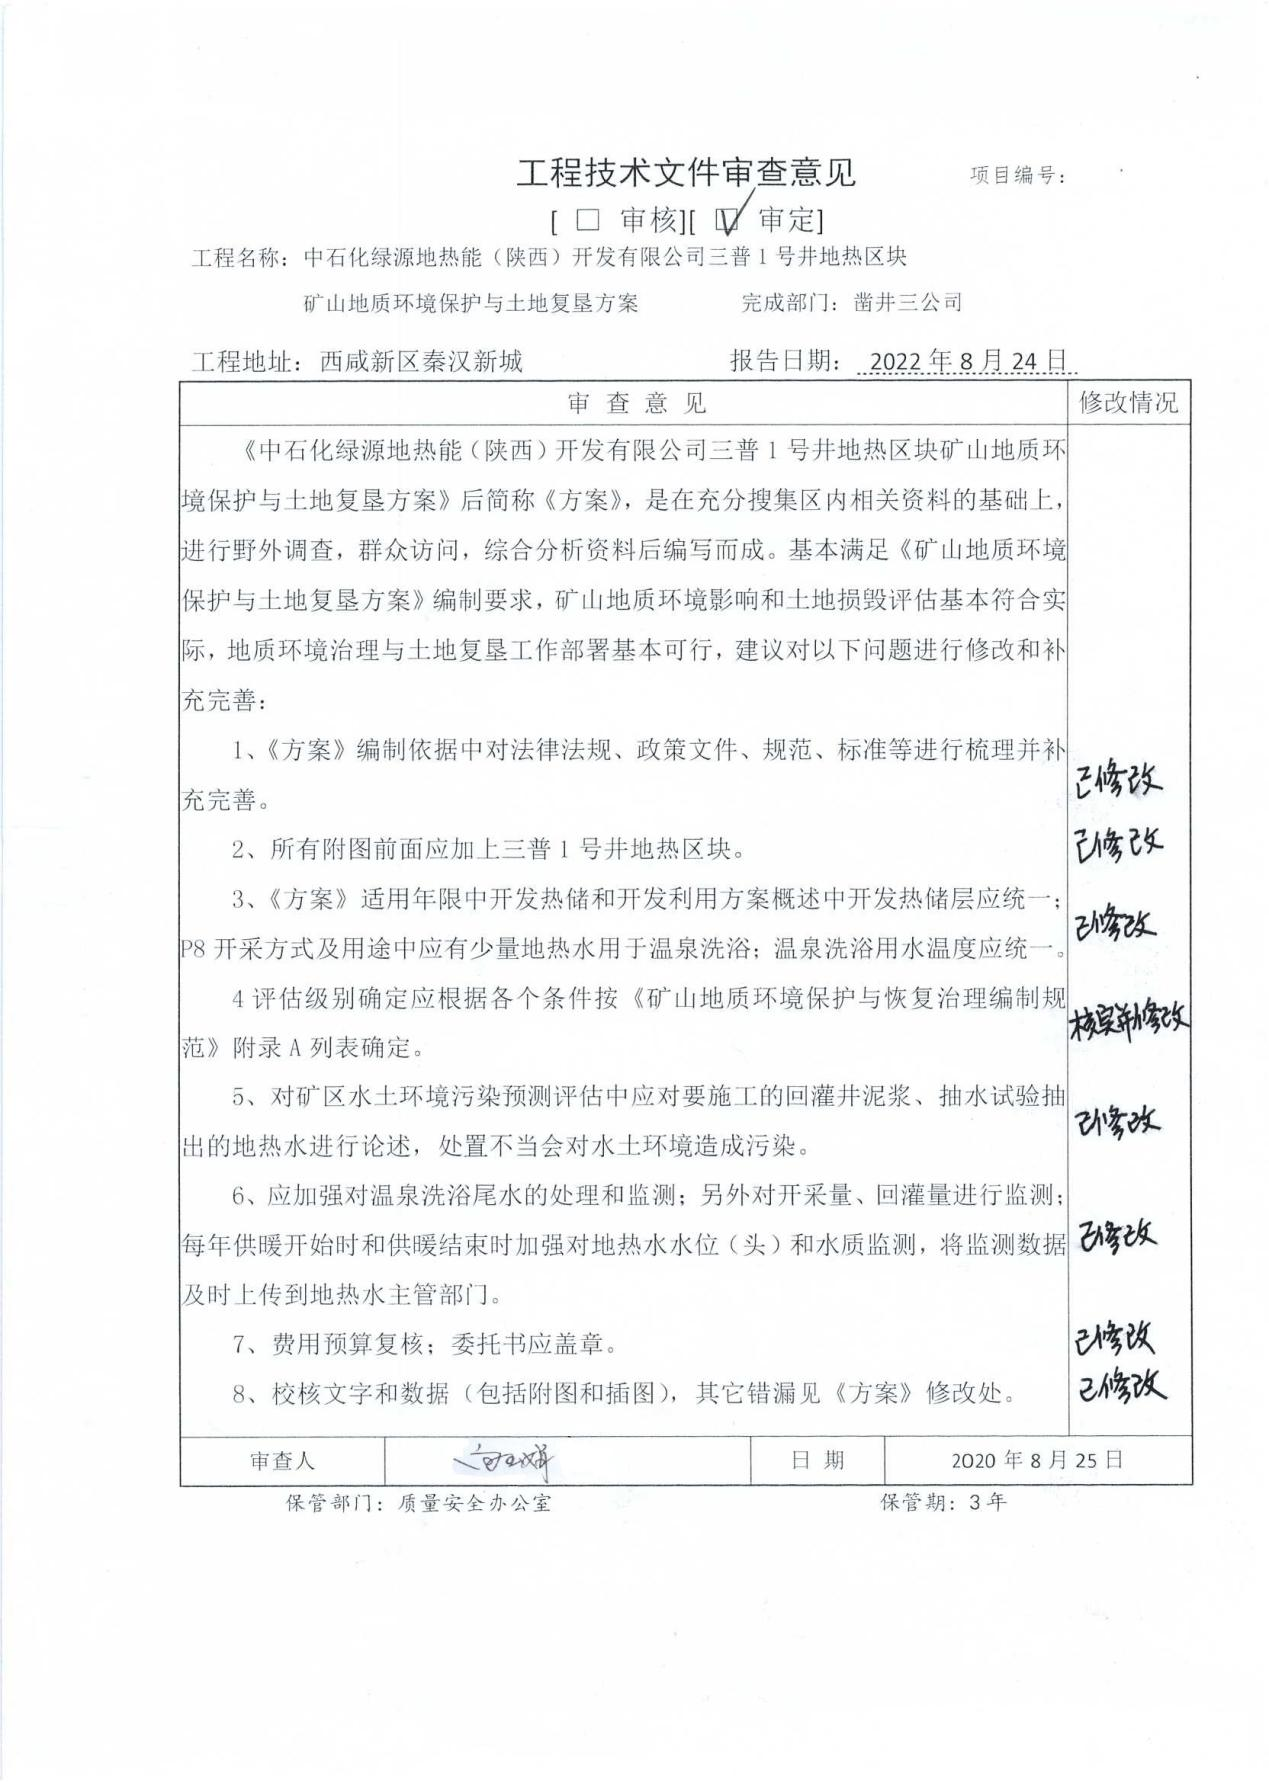 工程技术文件审查意见
项目编号:
[ □ 审核][ ☑ 审定]
工程名称: 中石化绿源地热能（陕西）开发有限公司三普 1 号井地热区块
矿山地质环境保护与土地复垦方案 完成部门: 凿井三公司
工程地址: 西咸新区秦汉新城 报告日期: 2022 年 8 月 24 日
审 查 意 见 修改情况
《中石化绿源地热能（陕西）开发有限公司三普 1 号井地热区块矿山地质环
境保护与土地复垦方案》后简称《方案》，是在充分搜集区内相关资料的基础上，
进行野外调查，群众访问，综合分析资料后编写而成。基本满足《矿山地质环境
保护与土地复垦方案》编制要求，矿山地质环境影响和土地损毁评估基本符合实
际，地质环境治理与土地复垦工作部署基本可行，建议对以下问题进行修改和补
充完善:
1、《方案》编制依据中对法律法规、政策文件、规范、标准等进行梳理并补
充完善。
已修改
2、所有附图前面应加上三普 1 号井地热区块。
已修改
3、《方案》适用年限中开发热储和开发利用方案概述中开发热储层应统一；
P8 开采方式及用途中应有少量地热水用于温泉洗浴；温泉洗浴用水温度应统一。
已修改
4 评估级别确定应根据各个条件按《矿山地质环境保护与恢复治理编制规
范》附录 A 列表确定。
核实并修改
5、对矿区水土环境污染预测评估中应对要施工的回灌井泥浆、抽水试验抽
出的地热水进行论述，处置不当会对水土环境造成污染。
已修改
6、应加强对温泉洗浴尾水的处理和监测；另外对开采量、回灌量进行监测；
每年供暖开始时和供暖结束时加强对地热水水位（头）和水质监测，将监测数据
及时上传到地热水主管部门。
已修改
7、费用预算复核；委托书应盖章。
已修改
8、校核文字和数据（包括附图和插图），其它错漏见《方案》修改处。
已修改
审查人 日 期 2020 年 8 月 25 日
保管部门: 质量安全办公室 保管期: 3 年